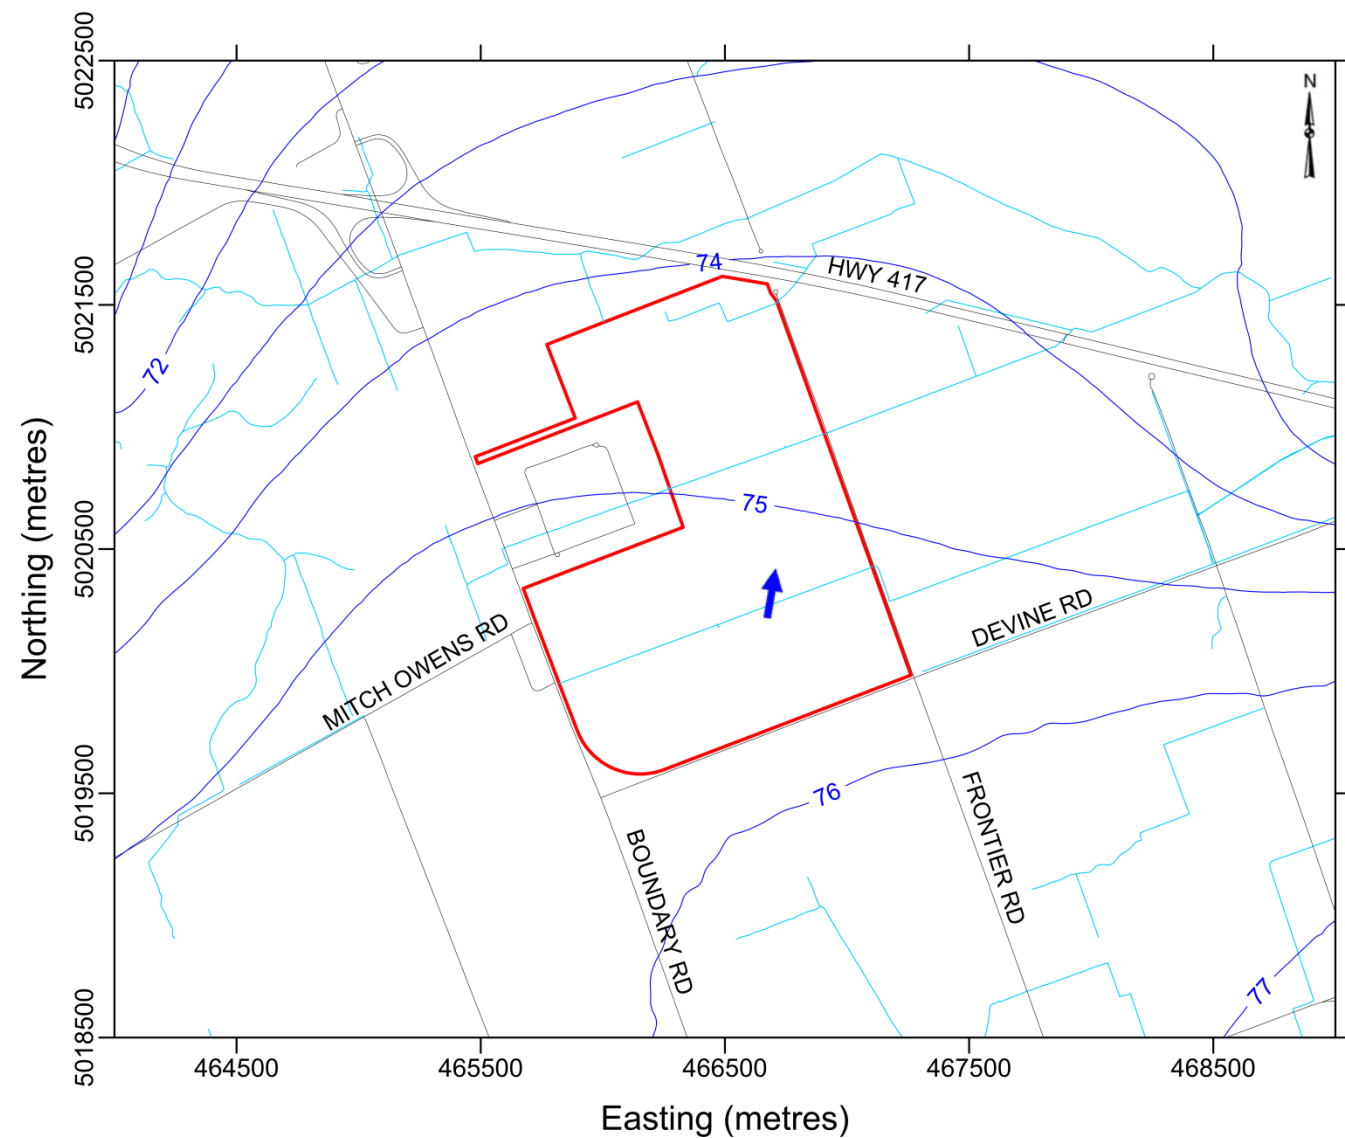 5022500
N
74
HWY 417
5021500
72
75
5020500
MITCH OWENS RD
DEVINE RD
5019500
76
BOUNDARY RD
FRONTIER RD
77
5018500
464500
465500
466500
467500
468500
Northing (metres)
Easting (metres)